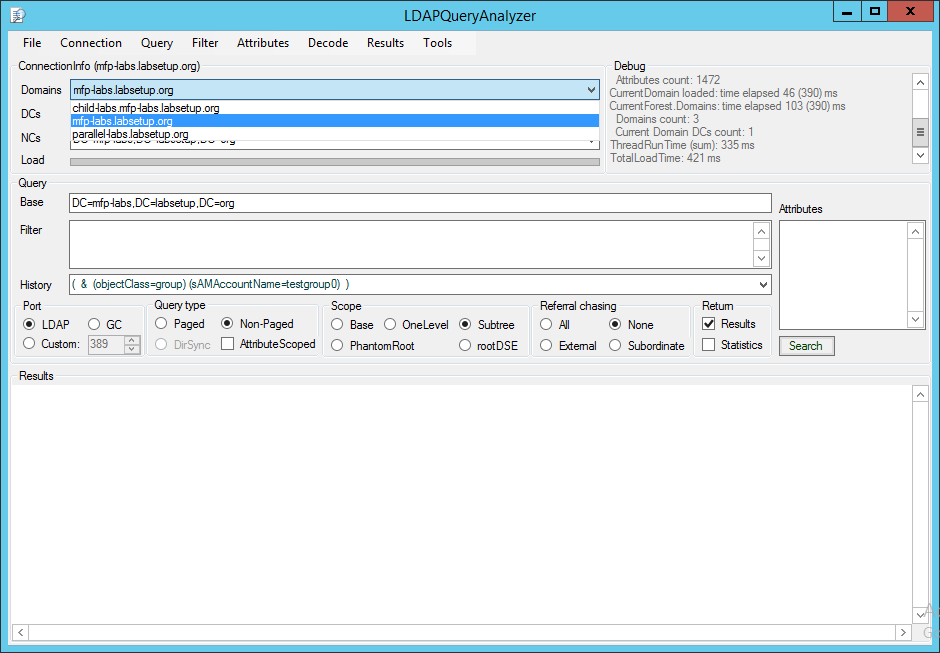 LDAPQueryAnalyzer
File Connection Query Filter Attributes Decode Results Tools
ConnectionInfo (mfp-labs.labsetup.org)
Domains mfp-labs.labsetup.org
child-labs.mfp-labs.labsetup.org
mfp-labs.labsetup.org
parallel-labs.labsetup.org
DCs
NCs DC=mfp-labs,DC=labsetup,DC=org
Load
Debug
Attributes count: 1472
CurrentDomain loaded: time elapsed 46 (390) ms
CurrentForest.Domains: time elapsed 103 (390) ms
Domains count: 3
Current Domain DCs count: 1
ThreadRunTime (sum): 335 ms
TotalLoadTime: 421 ms
Query
Base DC=mfp-labs,DC=labsetup,DC=org
Filter
History ( & (objectClass=group) (sAMAccountName=testgroup0) )
Attributes
Port
LDAP GC
Custom: 389
Query type
Paged Non-Paged
DirSync AttributeScoped
Scope
Base OneLevel Subtree
PhantomRoot rootDSE
Referral chasing
All None
External Subordinate
Return
Results
Statistics
Search
Results